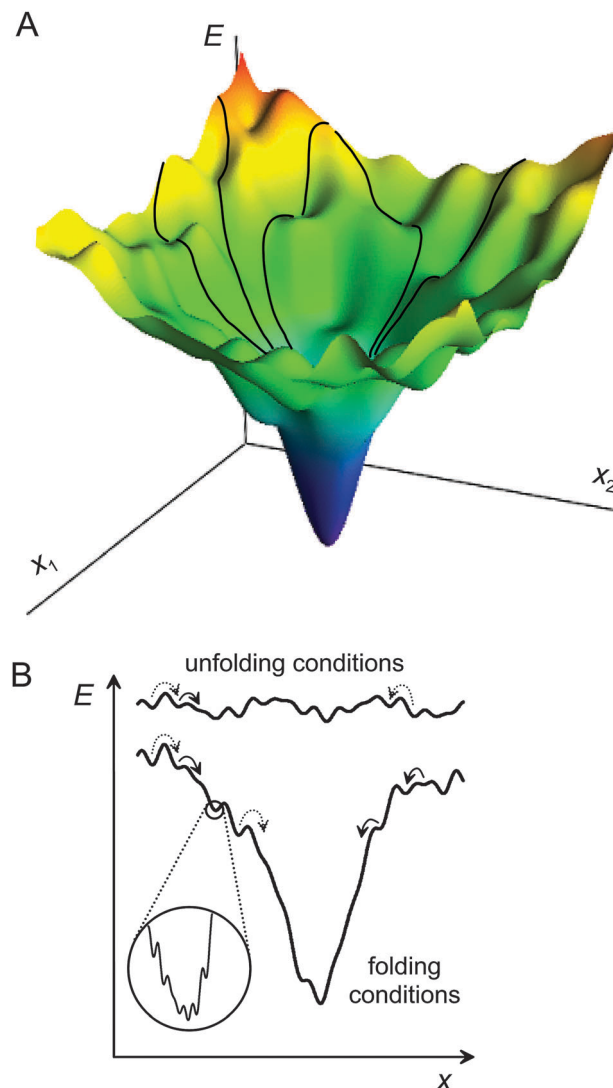 A
E
x₂
x₁
B
unfolding conditions
E
folding
conditions
x